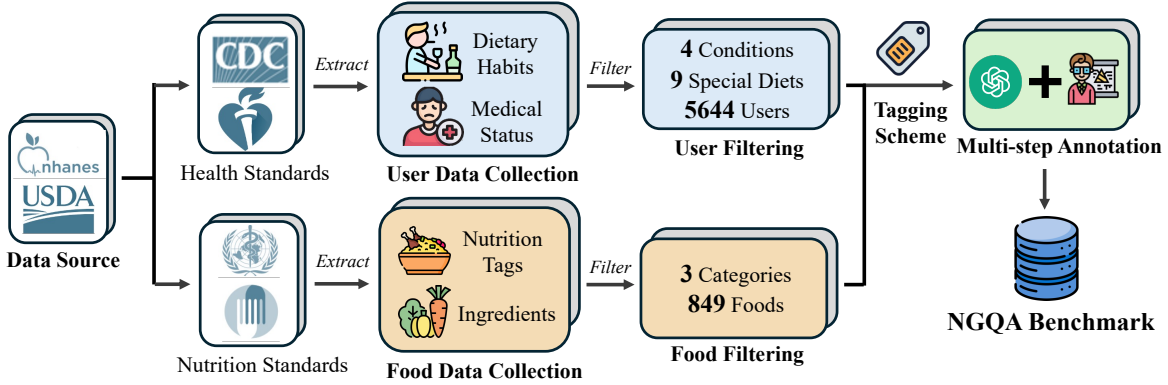 nhanes
USDA
Data Source
CDC
Health Standards
Nutrition Standards
Extract
Extract
Dietary
Habits
Medical
Status
User Data Collection
Nutrition
Tags
Ingredients
Food Data Collection
Filter
Filter
4 Conditions
9 Special Diets
5644 Users
User Filtering
3 Categories
849 Foods
Food Filtering
Tagging
Scheme
Multi-step Annotation
NGQA Benchmark